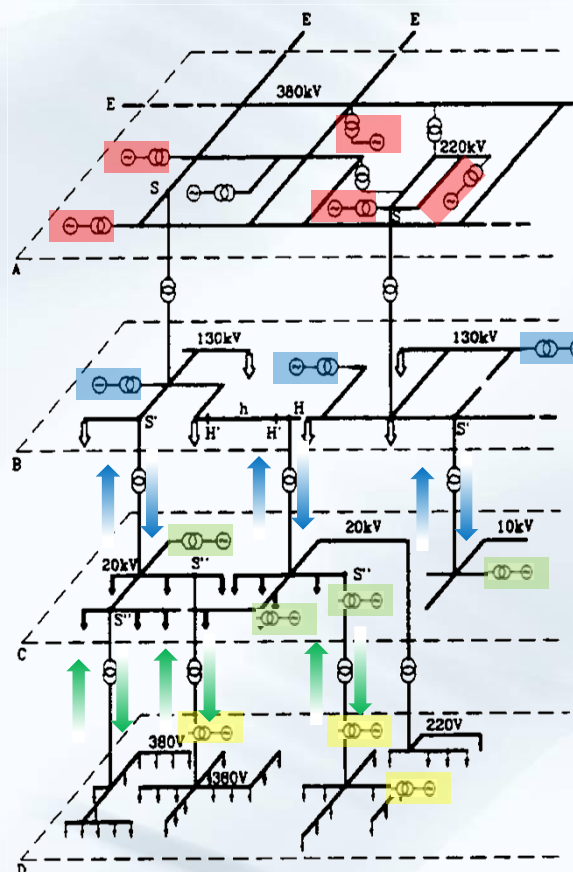 E E
E 380kV
220kV
S
S
A
130kV 130kV
h H
S' H' H' S'
B
20kV 10kV
20kV S'' S''
S''
C
220V
380V
380V
D